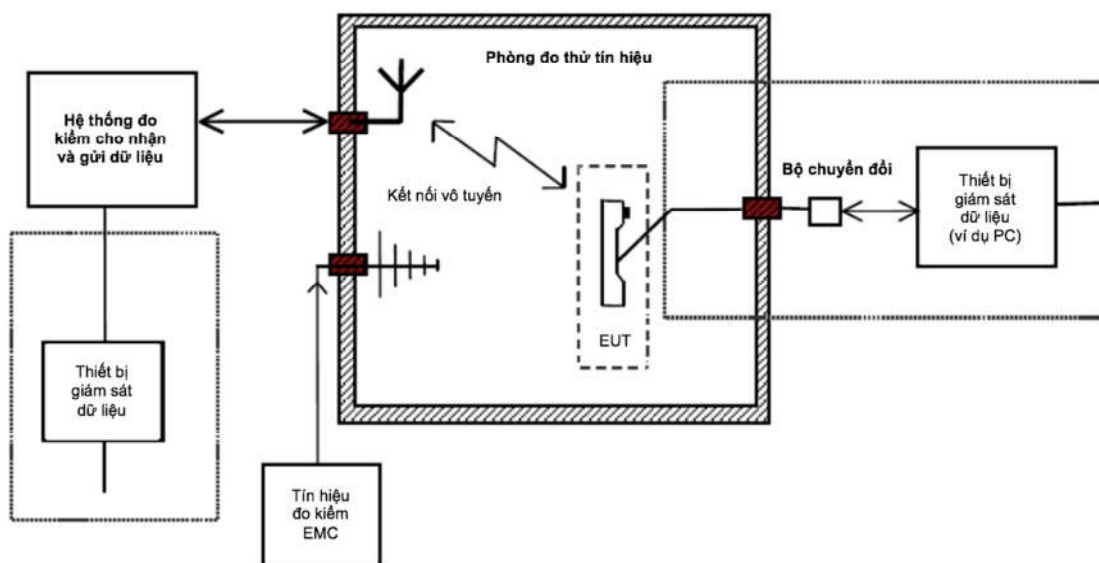 Phòng đo thử tín hiệu
Hệ thống đo
kiểm cho nhận
và gửi dữ liệu
Kết nối vô tuyến
Bộ chuyển đổi
Thiết bị
giám sát
dữ liệu
(ví dụ PC)
EUT
Thiết bị
giám sát
dữ liệu
Tín hiệu
đo kiểm
EMC